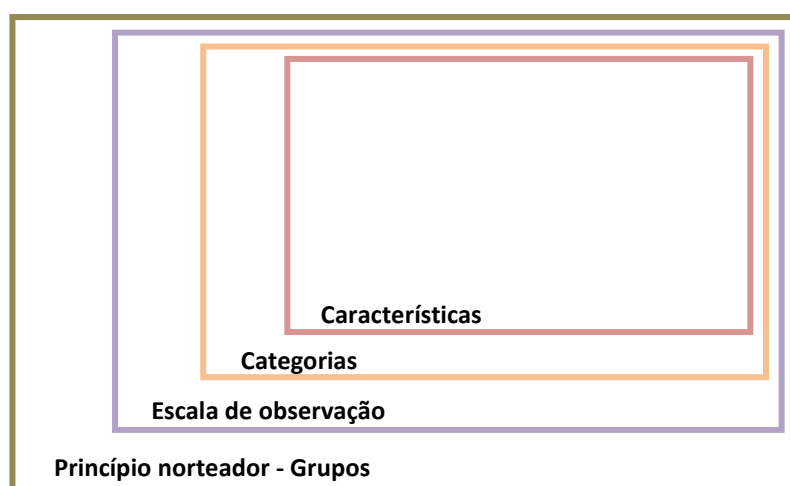 Características
Categorias
Escala de observação
Princípio norteador - Grupos